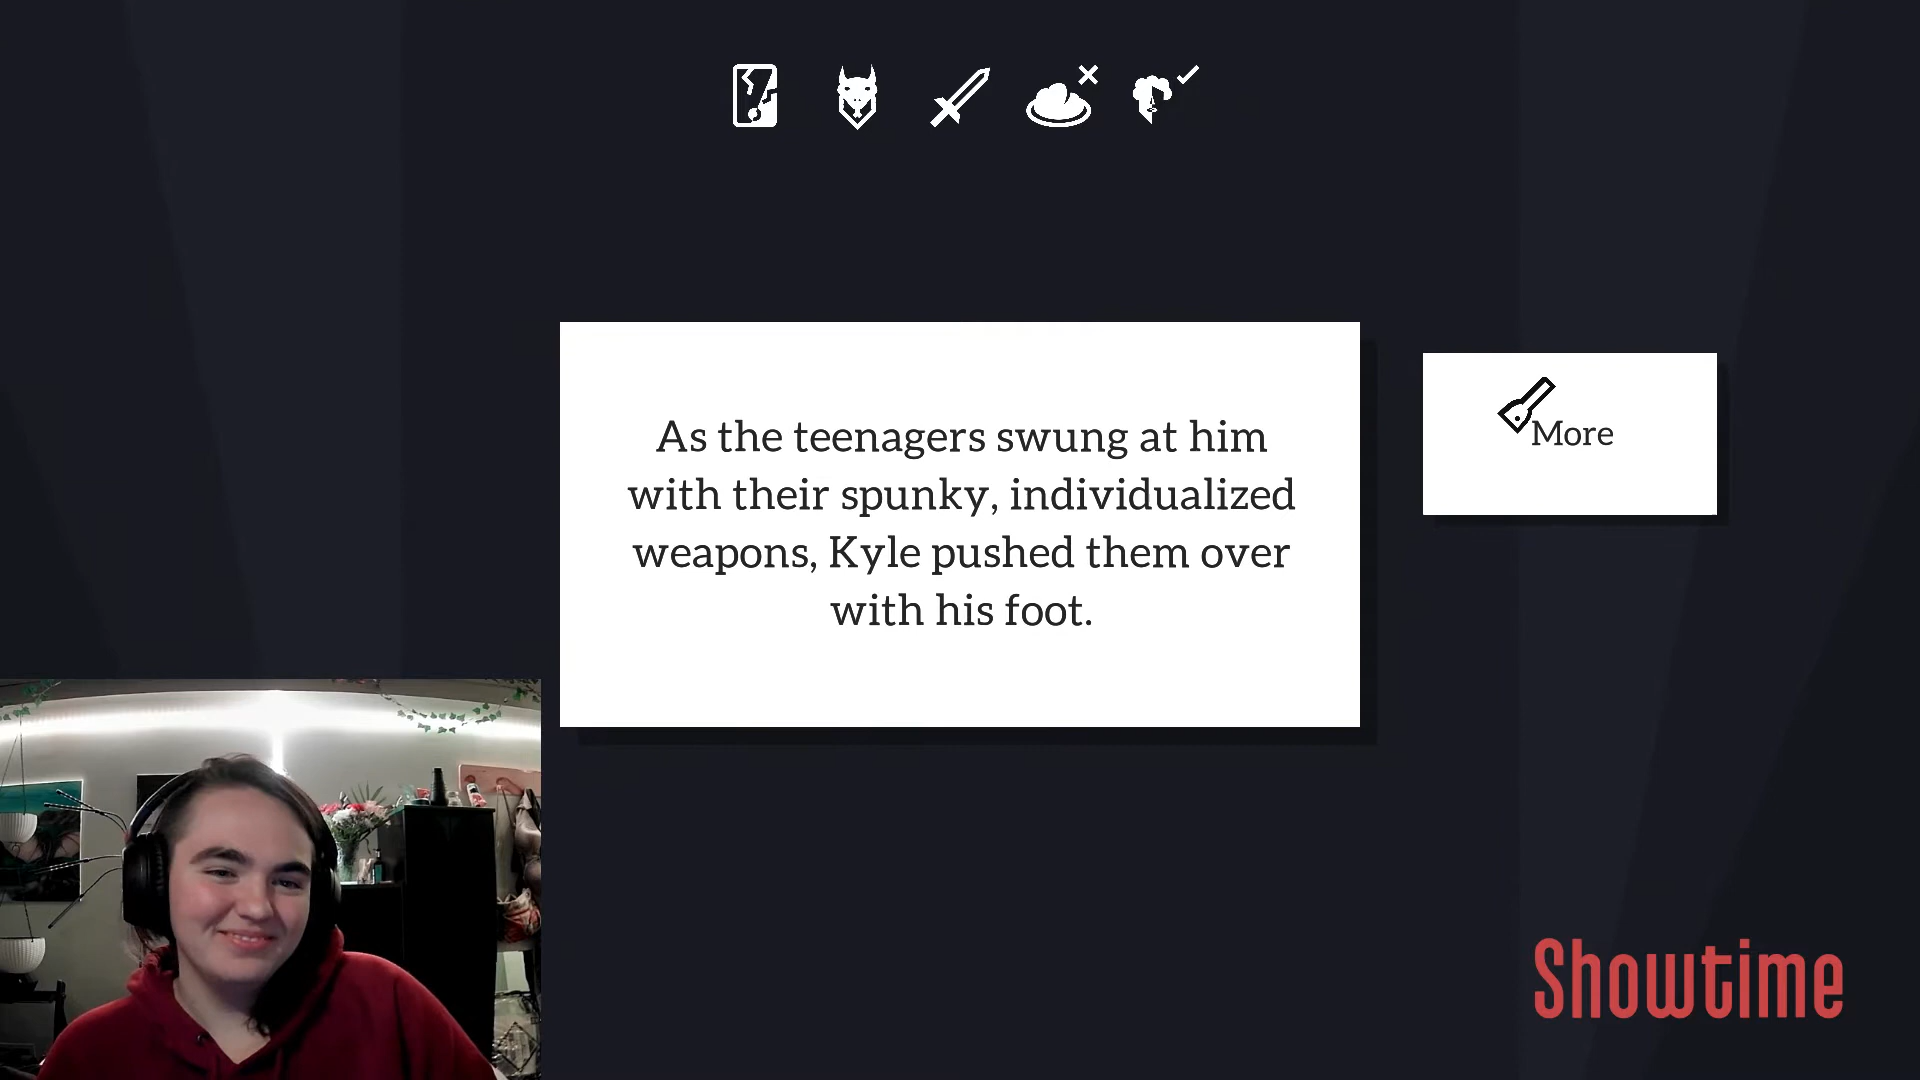 As the teenagers swung at him
with their spunky, individualized
weapons, Kyle pushed them over
with his foot.
More
Showtime